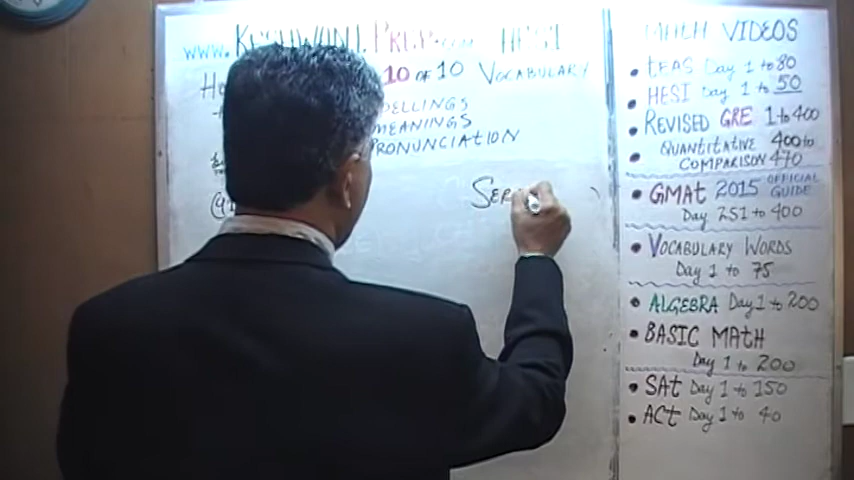 www. KESHWANI PREP.COM HESI
10 OF 10 VOCABULARY
SPELLINGS
MEANINGS
PRONUNCIATION
SER
MATH VIDEOS
• TEAS Day 1 to 80
• HESI Day 1 to 50
• REVISED GRE 1 to 400
• QUANTITATIVE 400 to
COMPARISON 470
• GMAT 2015 OFFICIAL GUIDE
Day 251 to 400
• VOCABULARY WORDS
Day 1 to 75
• ALGEBRA Day 1 to 200
• BASIC MATH
Day 1 to 200
• SAT Day 1 to 150
• ACT Day 1 to 40